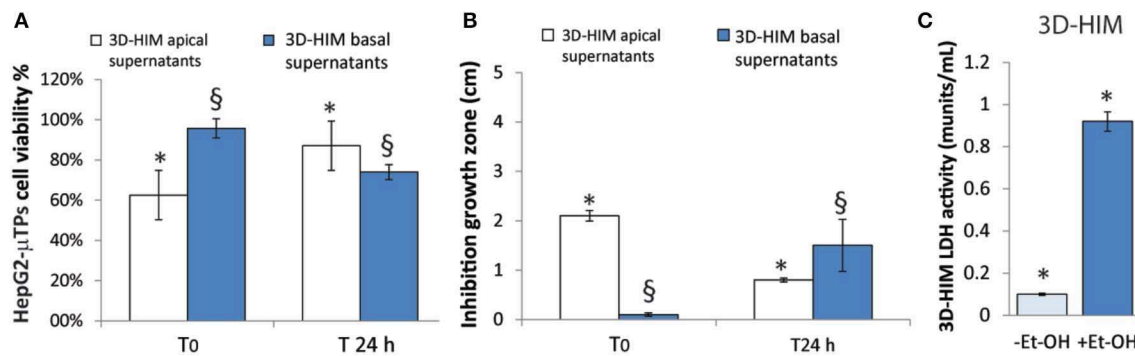 A
3D-HIM apical supernatants
3D-HIM basal supernatants
HepG2-µTPs cell viability %
120%
100%
80%
60%
40%
20%
00%
*
§
*
§
T0
T 24 h
B
3D-HIM apical supernatants
3D-HIM basal supernatants
Inhibition growth zone (cm)
5
4
3
2
1
0
*
§
*
§
T0
T24 h
C
3D-HIM
3D-HIM LDH activity (munits/mL)
1.2
1
0.8
0.6
0.4
0.2
0
*
*
-Et-OH
+Et-OH